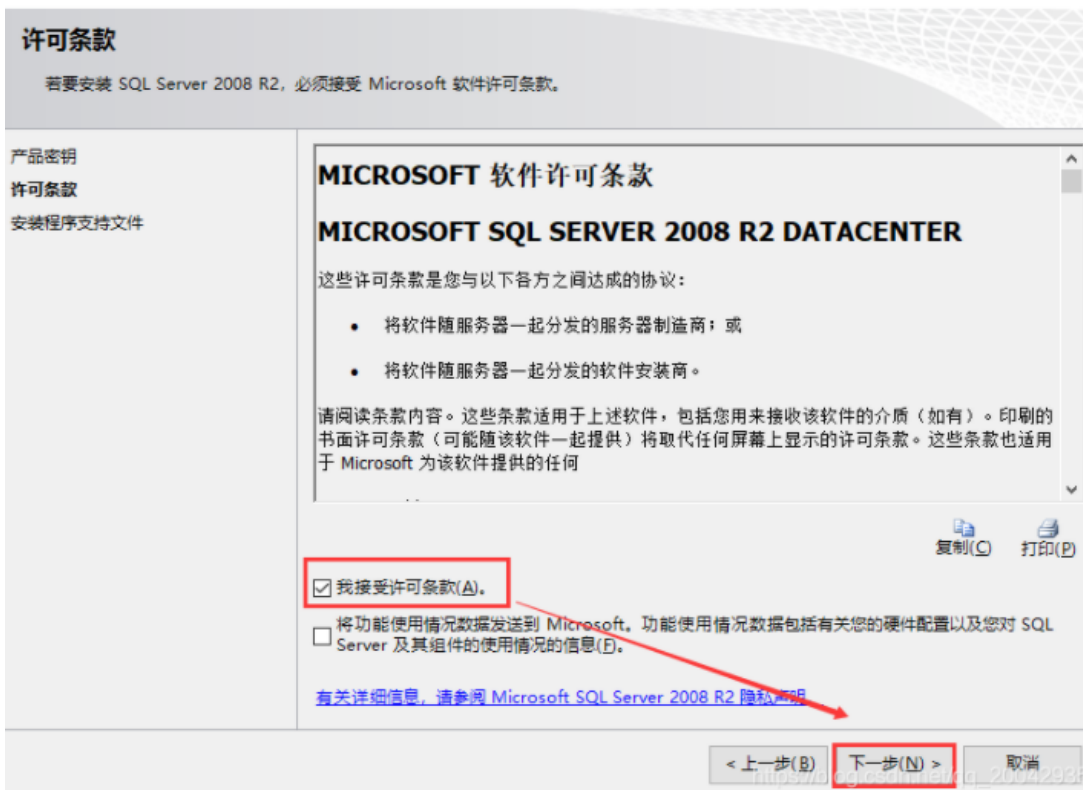 许可条款
若要安装 SQL Server 2008 R2，必须接受 Microsoft 软件许可条款。
产品密钥
许可条款
安装程序支持文件
MICROSOFT 软件许可条款
MICROSOFT SQL SERVER 2008 R2 DATACENTER
这些许可条款是您与以下各方之间达成的协议：
• 将软件随服务器一起分发的服务器制造商；或
• 将软件随服务器一起分发的软件安装商。
请阅读条款内容。这些条款适用于上述软件，包括您用来接收该软件的介质（如有）。印刷的
书面许可条款（可能随该软件一起提供）将取代任何屏幕上显示的许可条款。这些条款也适用
于 Microsoft 为该软件提供的任何
复制(C) 打印(P)
我接受许可条款(A)。
将功能使用情况数据发送到 Microsoft。功能使用情况数据包括有关您的硬件配置以及您对 SQL
Server 及其组件的使用情况的信息(F)。
有关详细信息，请参阅 Microsoft SQL Server 2008 R2 隐私声明。
< 上一步(B) 下一步(N) > 取消
https://blog.csdn.net/qq_20042935